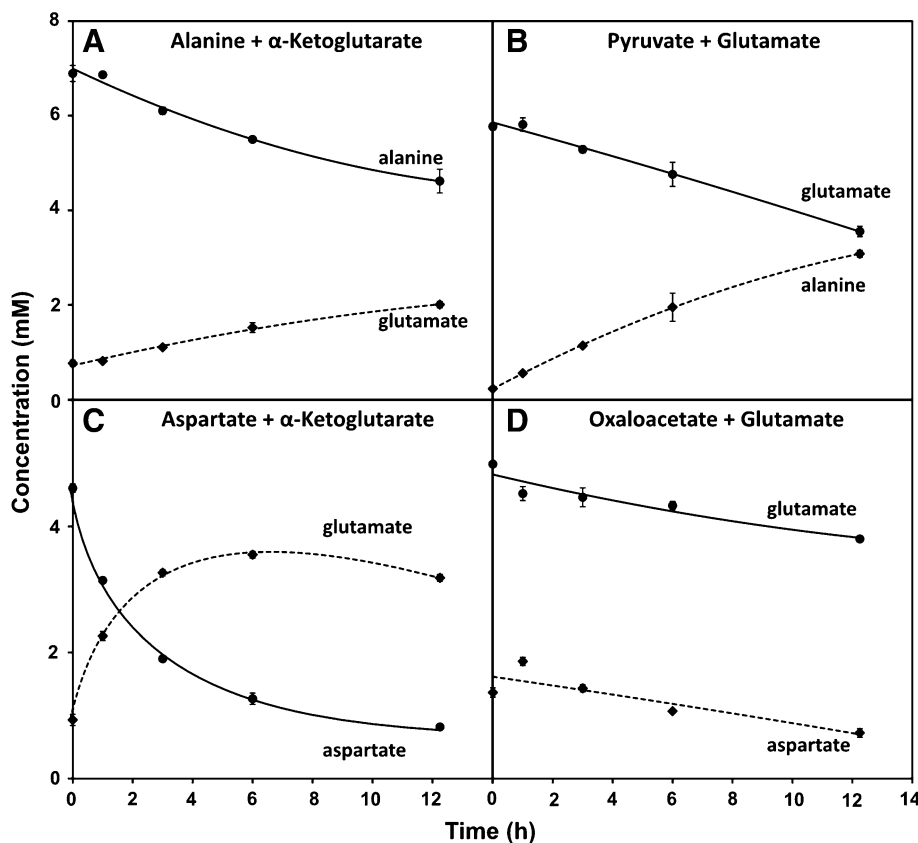 A Alanine + α-Ketoglutarate
B Pyruvate + Glutamate
8
6
4
2
0
alanine
glutamate
glutamate
alanine
Concentration (mM)
C Aspartate + α-Ketoglutarate
D Oxaloacetate + Glutamate
4
2
0
glutamate
aspartate
glutamate
aspartate
0 2 4 6 8 10 12
0 2 4 6 8 10 12 14
Time (h)